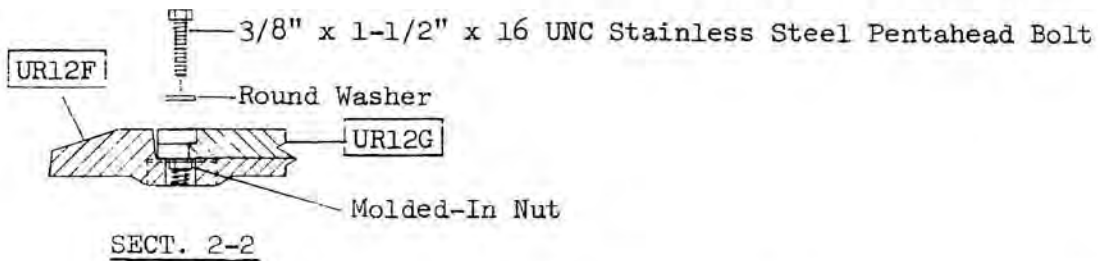 3/8" x 1-1/2" x 16 UNC Stainless Steel Pentahead Bolt
UR12F
Round Washer
UR12G
Molded-In Nut
SECT. 2-2